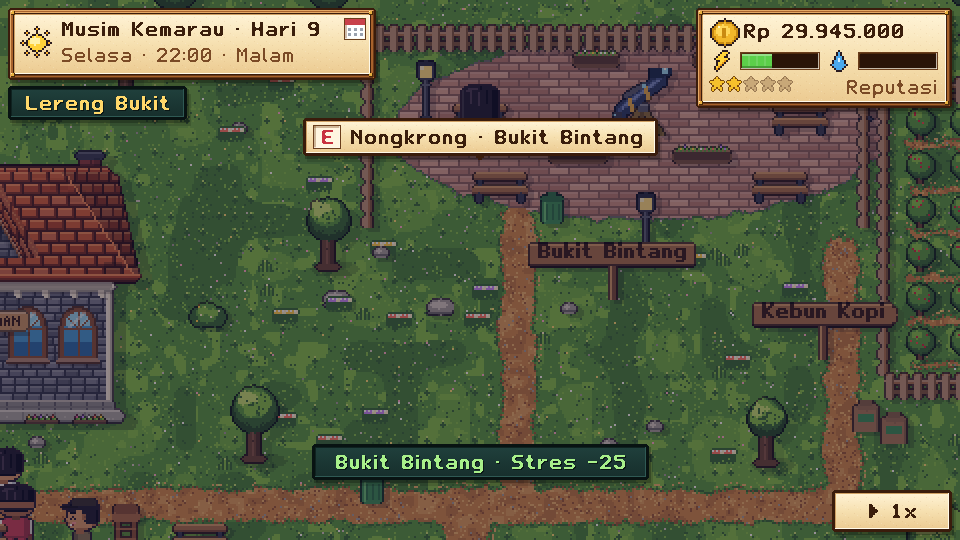 Musim Kemarau · Hari 9
Selasa · 22:00 · Malam
Rp 29.945.000
Reputasi
Lereng Bukit
E Nongkrong · Bukit Bintang
Bukit Bintang
Kebun Kopi
Bukit Bintang · Stres -25
1x